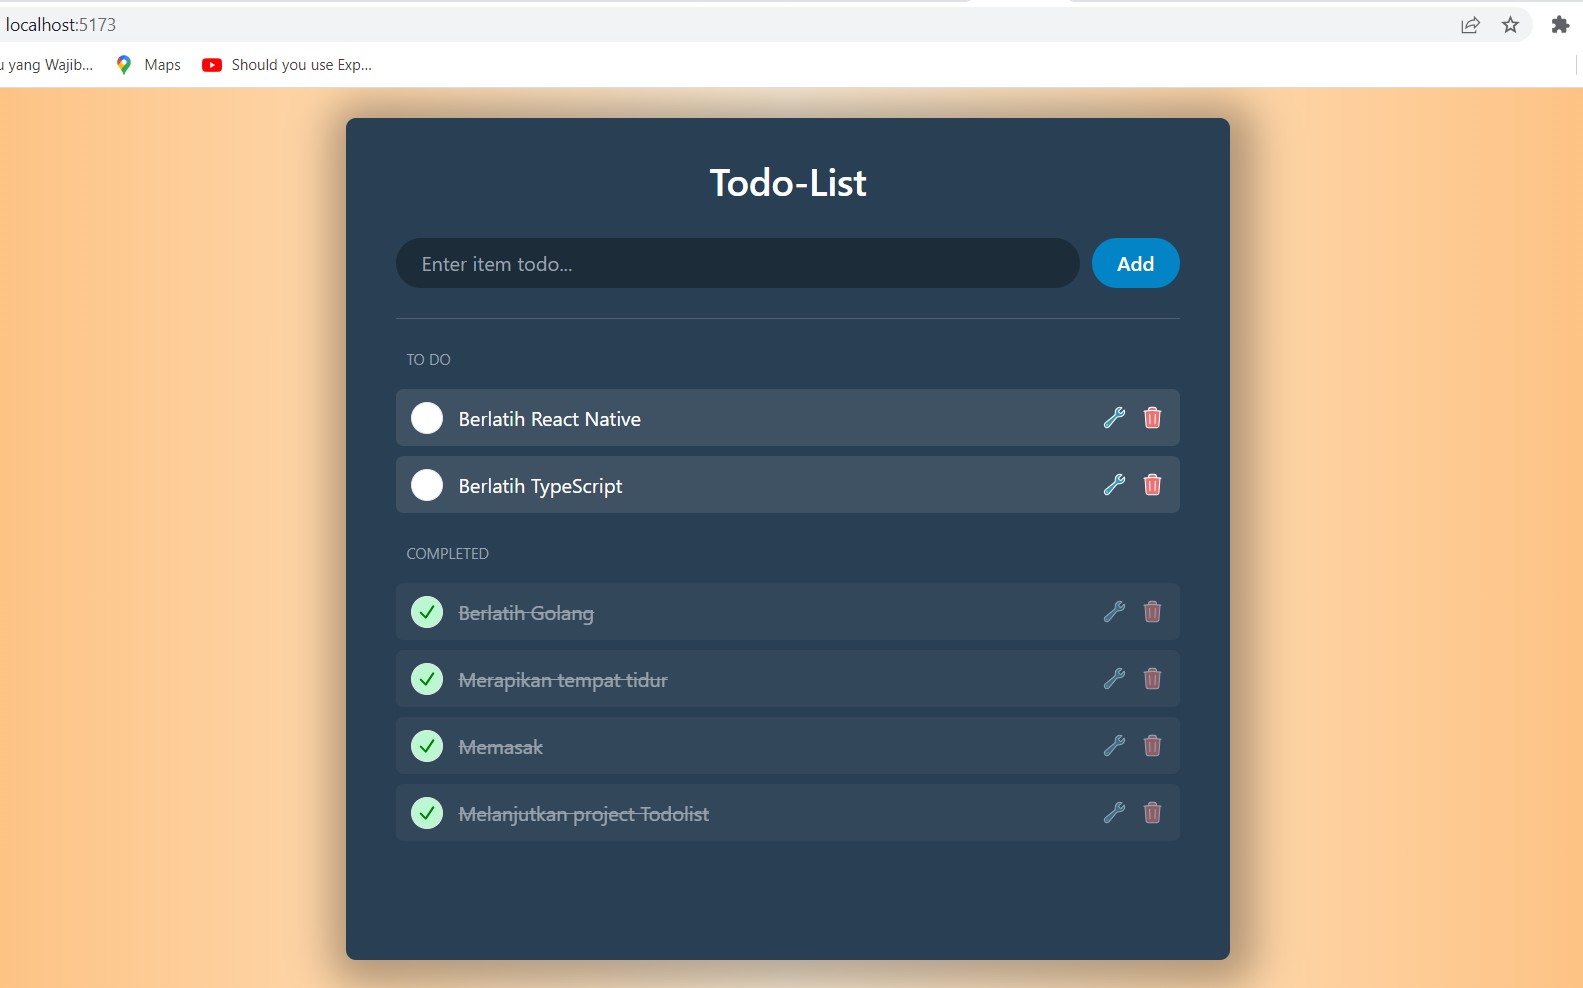 localhost:5173
u yang Wajib... Maps Should you use Exp...
Todo-List
Enter item todo... Add
TO DO
Berlatih React Native
Berlatih TypeScript
COMPLETED
Berlatih Golang
Merapikan tempat tidur
Memasak
Melanjutkan project Todolist